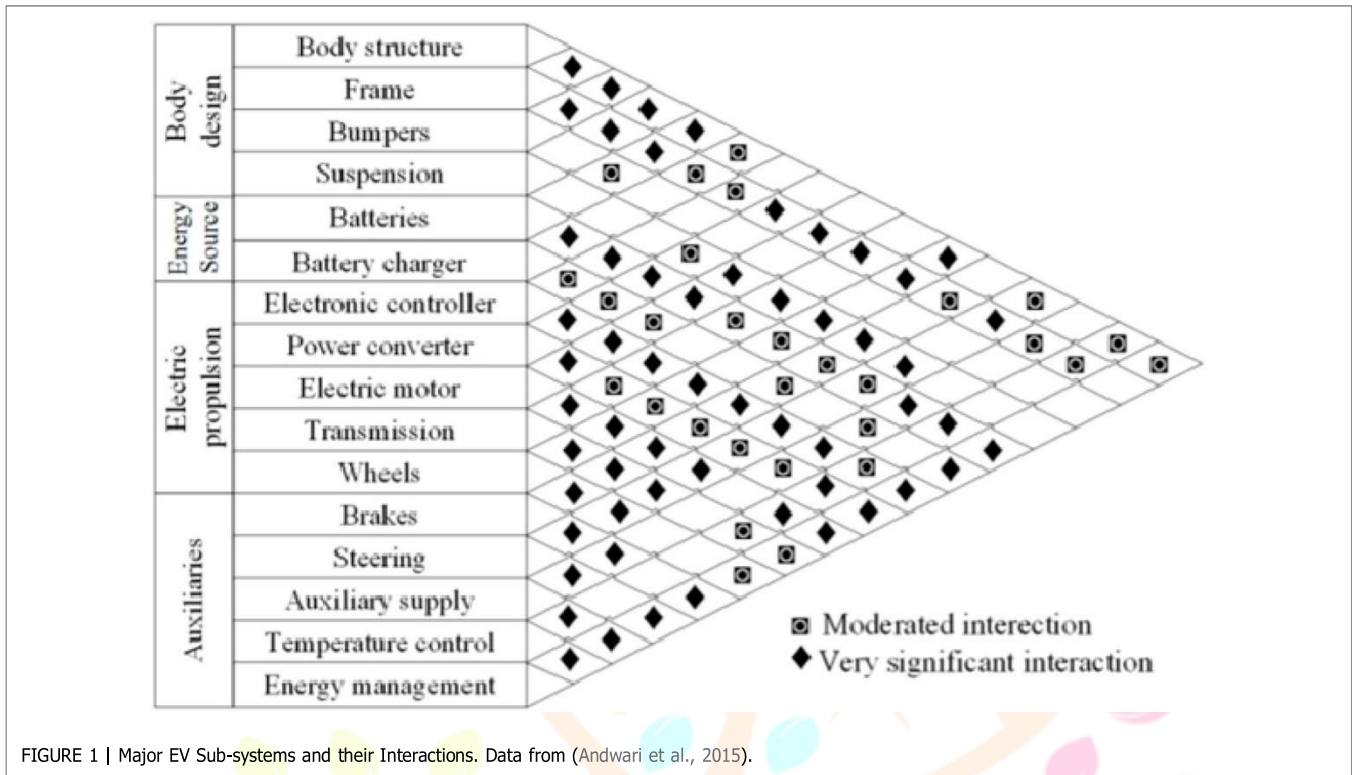 Body design
Body structure
Frame
Bumpers
Suspension
Energy Source
Batteries
Battery charger
Electric propulsion
Electronic controller
Power converter
Electric motor
Transmission
Wheels
Auxiliaries
Brakes
Steering
Auxiliary supply
Temperature control
Energy management
Moderated interection
Very significant interaction
FIGURE 1 | Major EV Sub-systems and their Interactions. Data from (Andwari et al., 2015).